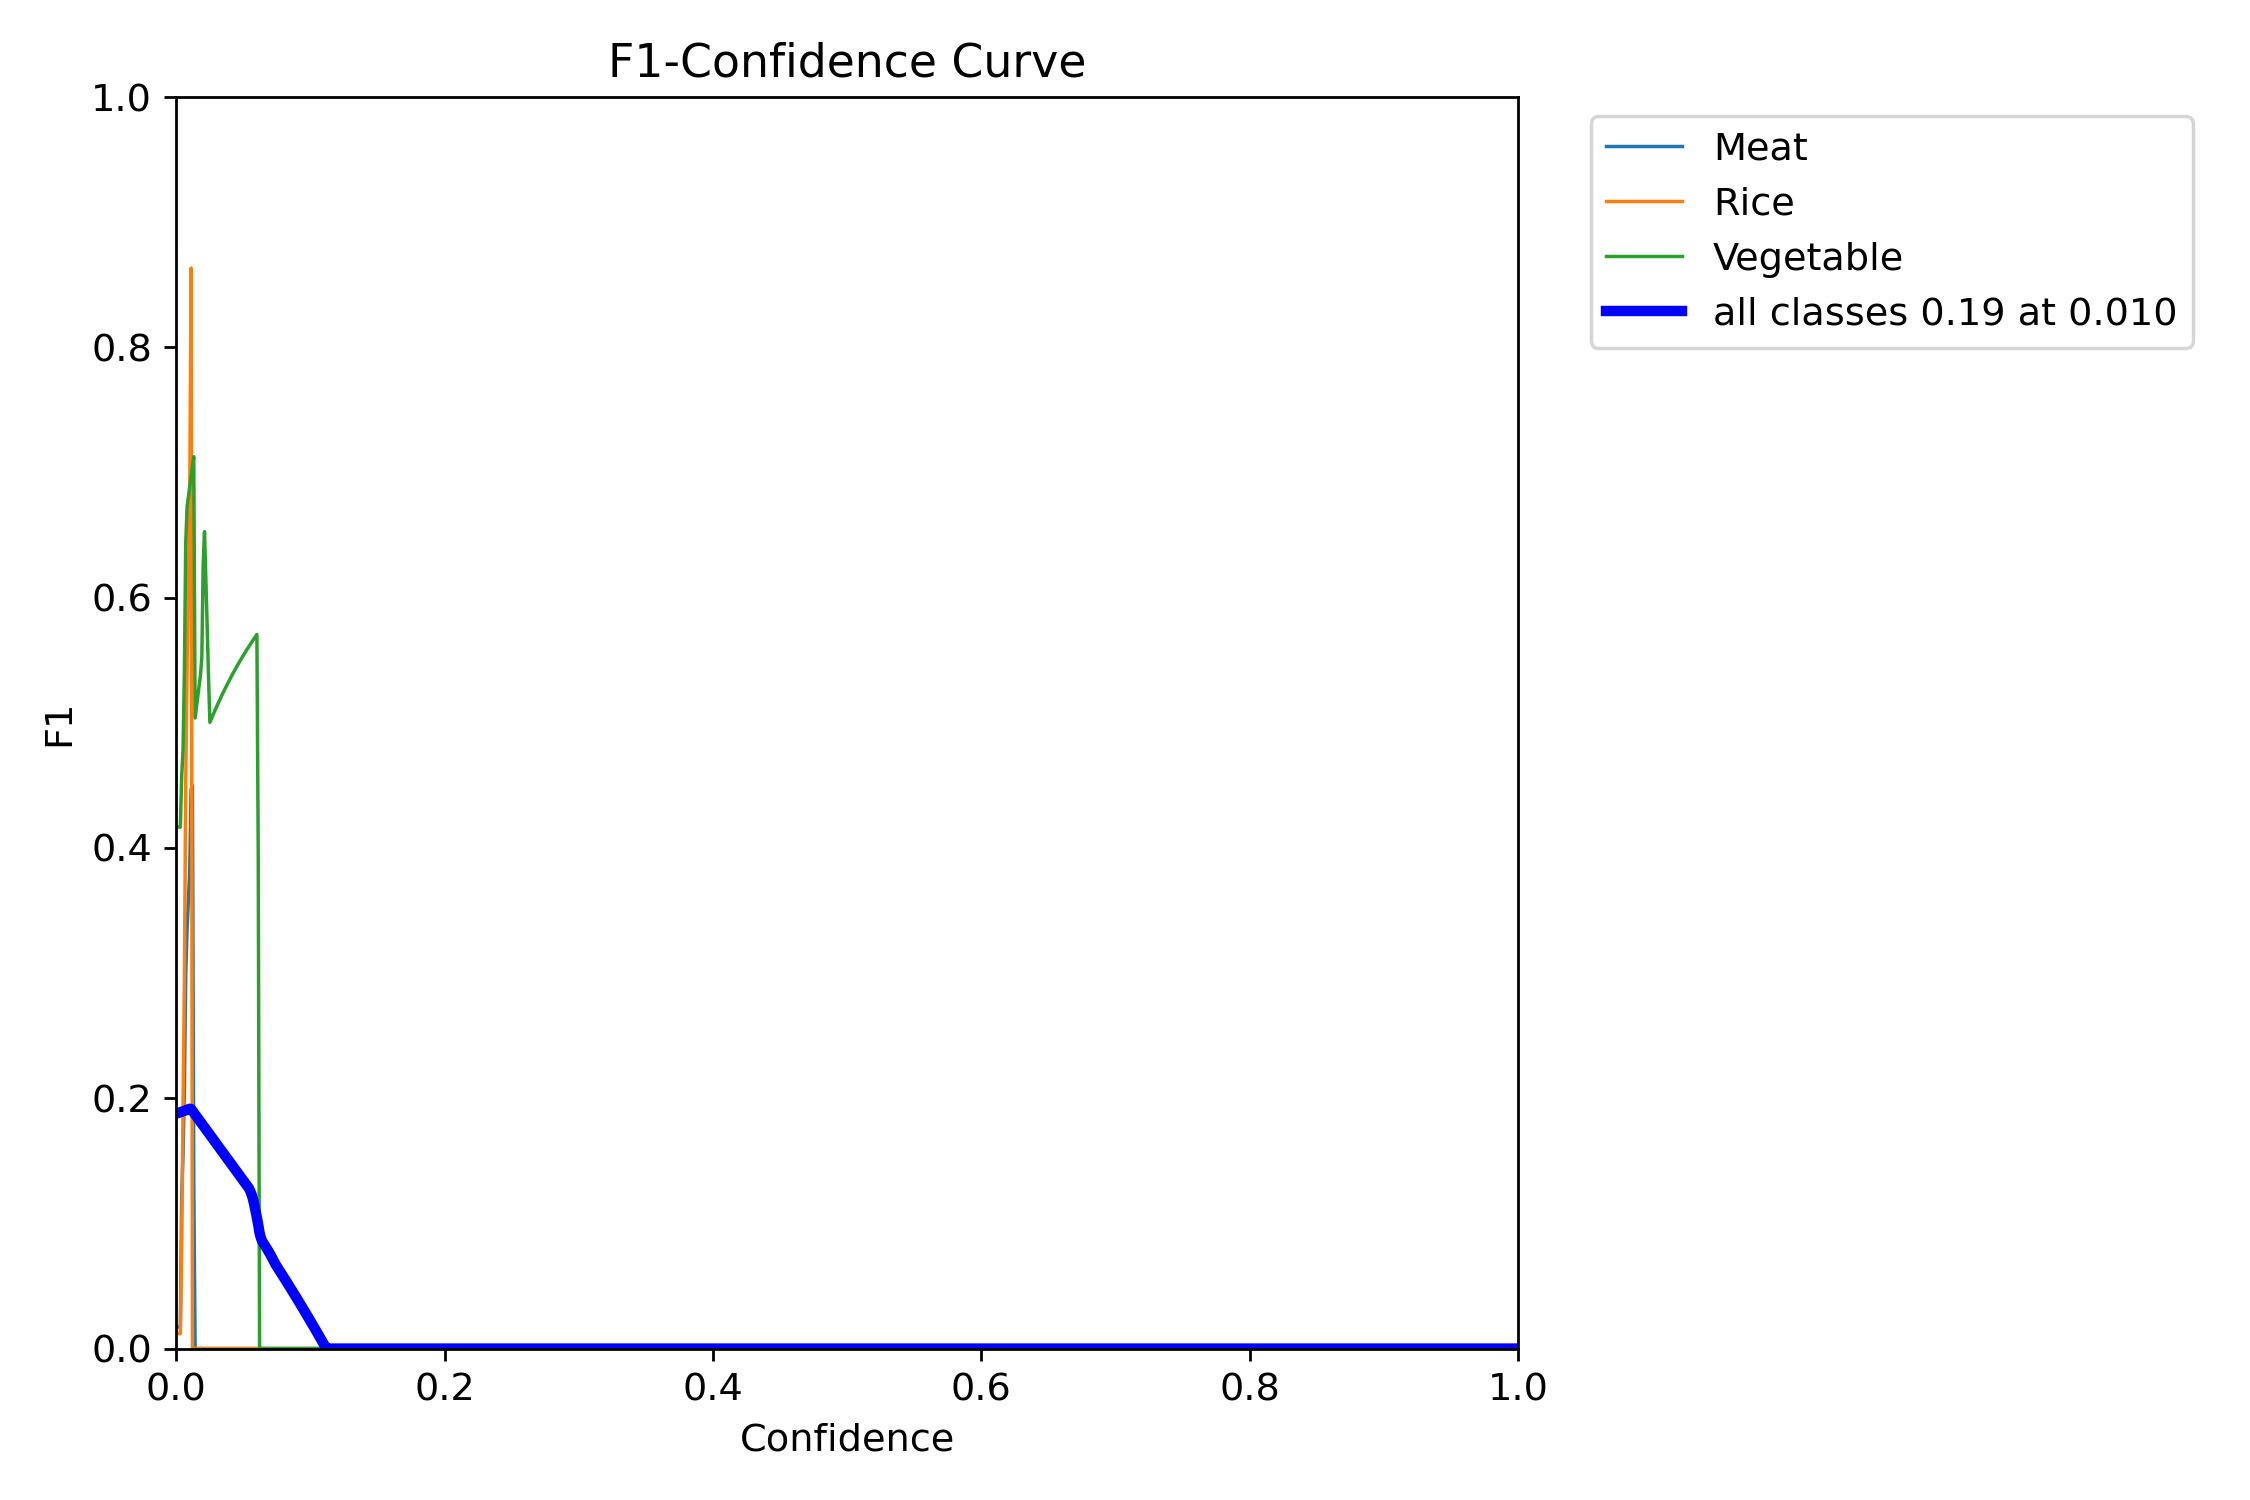 F1-Confidence Curve
1.0
0.8
0.6
0.4
0.2
0.0
F1
0.0 0.2 0.4 0.6 0.8 1.0
Confidence
Meat
Rice
Vegetable
all classes 0.19 at 0.010